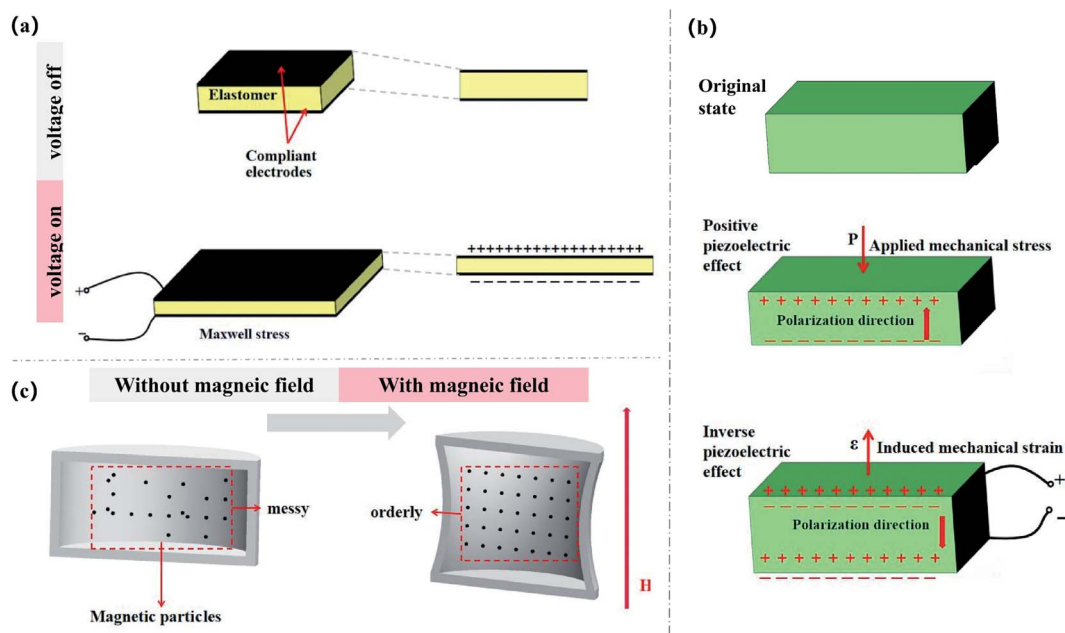 (a)
voltage off
Elastomer
Compliant
electrodes
voltage on
+
−
+++++++++++++++++++
− − − − − − − − − − −
Maxwell stress
(b)
Original
state
Positive
piezoelectric
effect
P
Applied mechanical stress
+ + + + + + + + + + +
Polarization direction
− − − − − − − − − − −
Inverse
piezoelectric
effect
ε
Induced mechanical strain
+ + + + + + + + + + +
− − − − − − − − − − −
Polarization direction
+ + + + + + + + + + +
− − − − − − − − − − −
+
−
(c)
Without magneic field
With magneic field
messy
orderly
Magnetic particles
H